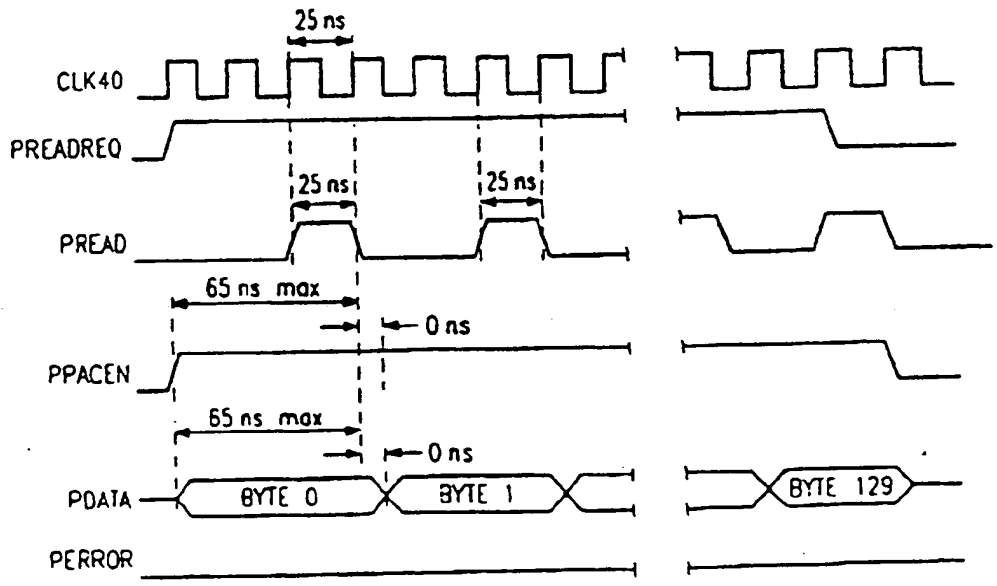 25 ns
CLK40
PREADREQ
25 ns
25 ns
PREAD
65 ns max
0 ns
PPACEN
65 ns max
0 ns
PDATA
BYTE 0
BYTE 1
BYTE 129
PERROR